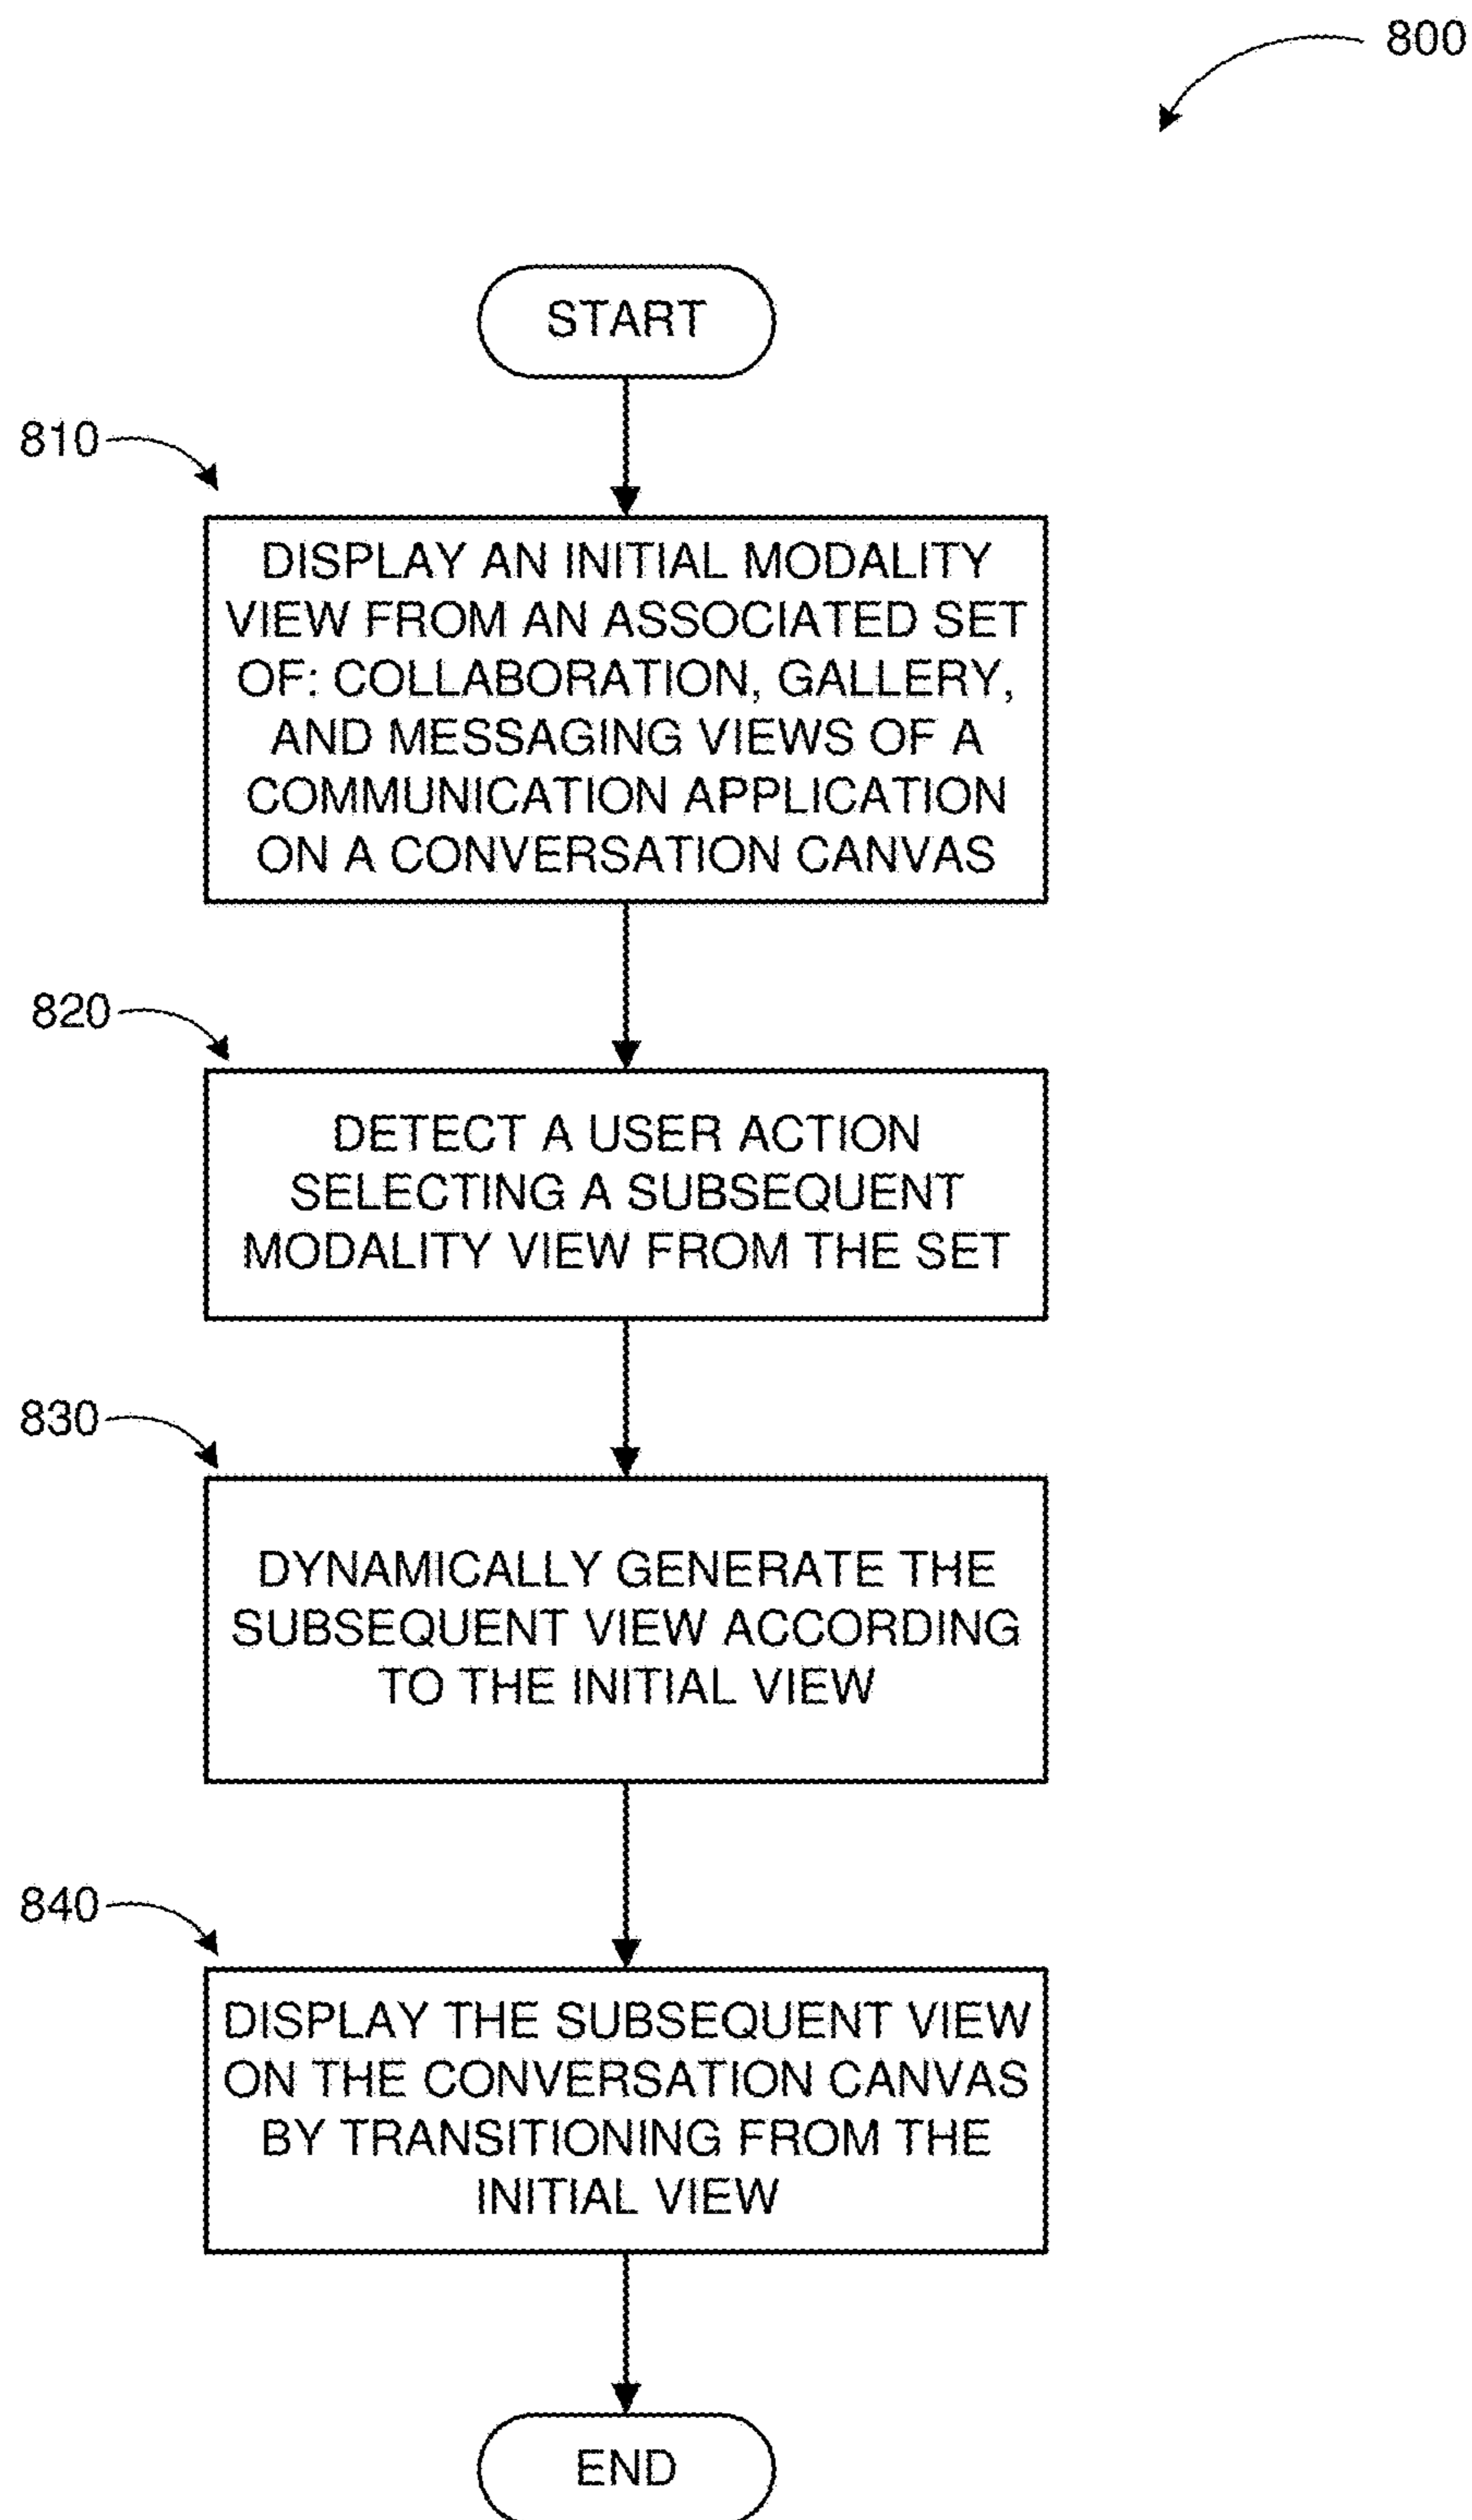 800
START
810
DISPLAY AN INITIAL MODALITY
VIEW FROM AN ASSOCIATED SET
OF: COLLABORATION, GALLERY,
AND MESSAGING VIEWS OF A
COMMUNICATION APPLICATION
ON A CONVERSATION CANVAS
820
DETECT A USER ACTION
SELECTING A SUBSEQUENT
MODALITY VIEW FROM THE SET
830
DYNAMICALLY GENERATE THE
SUBSEQUENT VIEW ACCORDING
TO THE INITIAL VIEW
840
DISPLAY THE SUBSEQUENT VIEW
ON THE CONVERSATION CANVAS
BY TRANSITIONING FROM THE
INITIAL VIEW
END